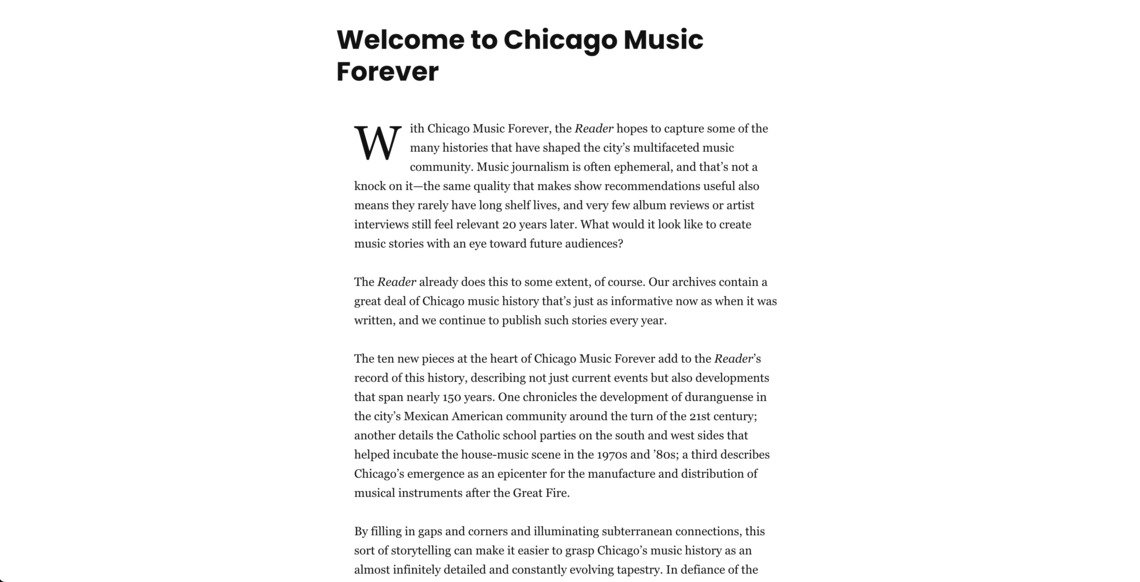 Welcome to Chicago Music
Forever
With Chicago Music Forever, the Reader hopes to capture some of the
many histories that have shaped the city’s multifaceted music
community. Music journalism is often ephemeral, and that’s not a
knock on it—the same quality that makes show recommendations useful also
means they rarely have long shelf lives, and very few album reviews or artist
interviews still feel relevant 20 years later. What would it look like to create
music stories with an eye toward future audiences?
The Reader already does this to some extent, of course. Our archives contain a
great deal of Chicago music history that’s just as informative now as when it was
written, and we continue to publish such stories every year.
The ten new pieces at the heart of Chicago Music Forever add to the Reader’s
record of this history, describing not just current events but also developments
that span nearly 150 years. One chronicles the development of duranguense in
the city’s Mexican American community around the turn of the 21st century;
another details the Catholic school parties on the south and west sides that
helped incubate the house-music scene in the 1970s and ’80s; a third describes
Chicago’s emergence as an epicenter for the manufacture and distribution of
musical instruments after the Great Fire.
By filling in gaps and corners and illuminating subterranean connections, this
sort of storytelling can make it easier to grasp Chicago’s music history as an
almost infinitely detailed and constantly evolving tapestry. In defiance of the